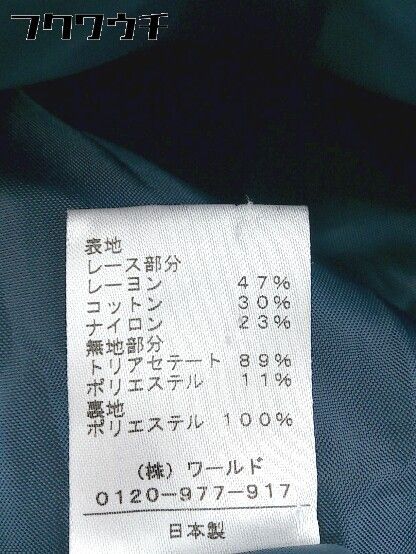 フクウウチ
表地
レース部分
レーヨン 47%
コットン 30%
ナイロン 23%
無地部分
トリアセテート 89%
ポリエステル 11%
裏地
ポリエステル 100%
(株) ワールド
0120-977-917
日本製